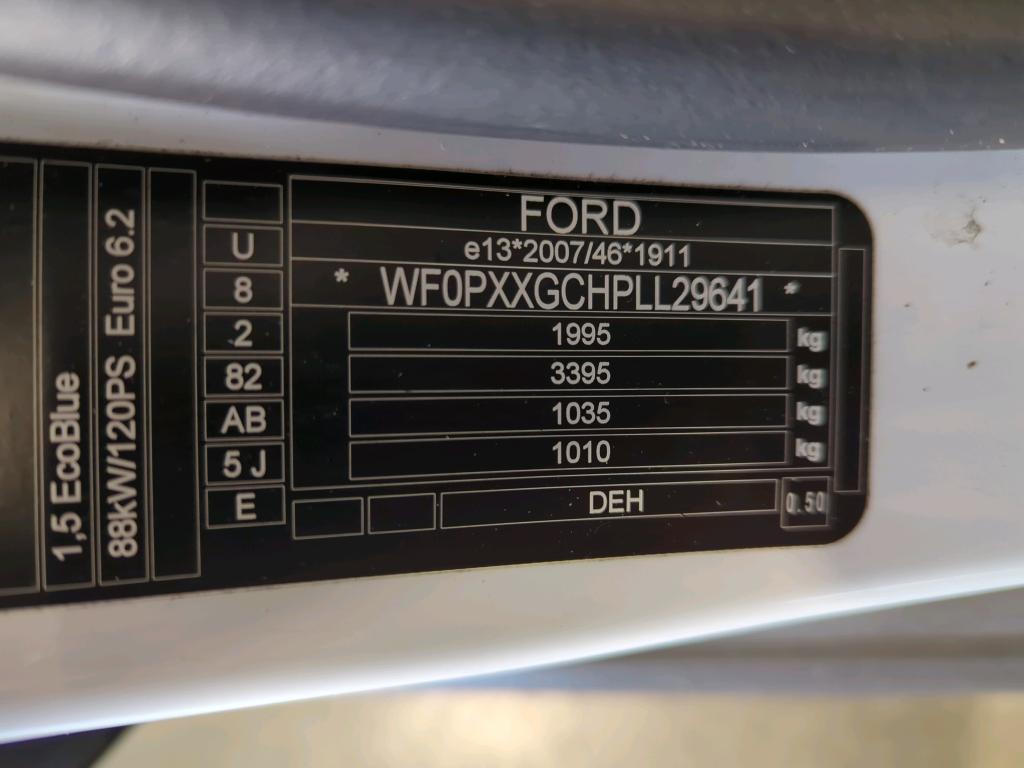 FORD
e13*2007/46*1911
* WF0PXXGCHPLL29641 *
1995 kg
3395 kg
1035 kg
1010 kg
DEH 0.50
U
8
2
82
AB
5J
E
1,5 EcoBlue
88kW/120PS Euro 6.2